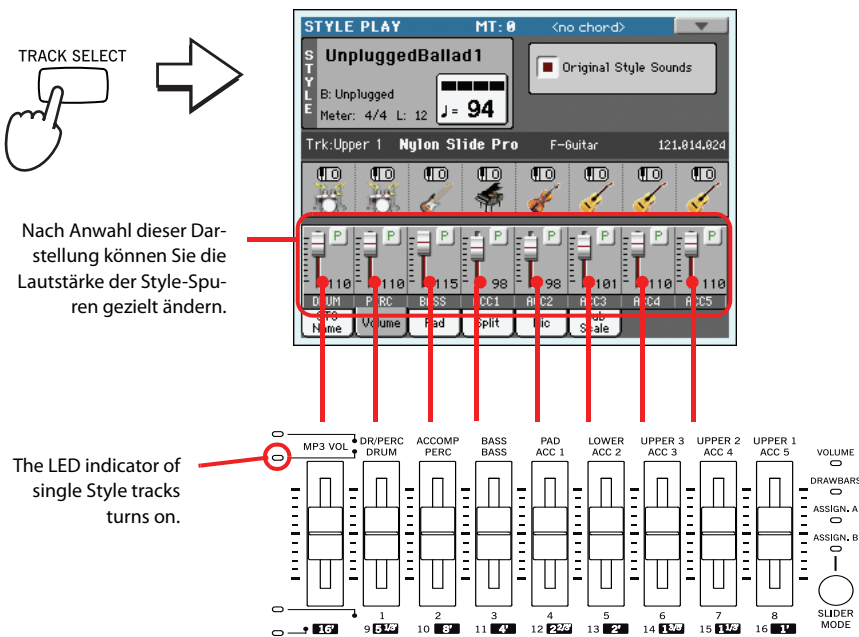 TRACK SELECT
STYLE PLAY MT: 0 <no chord>
STYLE
UnpluggedBallad1
B: Unplugged
Meter: 4/4 L: 12 ♩= 94
Original Style Sounds
Trk:Upper 1 Nylon Slide Pro F-Guitar 121.014.024
P P P P P P P P
110 110 115 98 98 101 110 110
DRUM PERC BASS ACC1 ACC2 ACC3 ACC4 ACC5
STS Name Volume Pad Split Mic Sub Scale
Nach Anwahl dieser Dar-
stellung können Sie die
Lautstärke der Style-Spu-
ren gezielt ändern.
The LED indicator of
single Style tracks
turns on.
MP3 VOL DR/PERC ACCOMP BASS PAD LOWER UPPER 3 UPPER 2 UPPER 1
DRUM PERC BASS ACC 1 ACC 2 ACC 3 ACC 4 ACC 5
VOLUME
DRAWBARS
ASSIGN. A
ASSIGN. B
SLIDER
MODE
1 2 3 4 5 6 7 8
16' 9 5 1/3' 10 8' 11 4' 12 2 2/3' 13 2' 14 1 3/5' 15 1 1/3' 16 1'